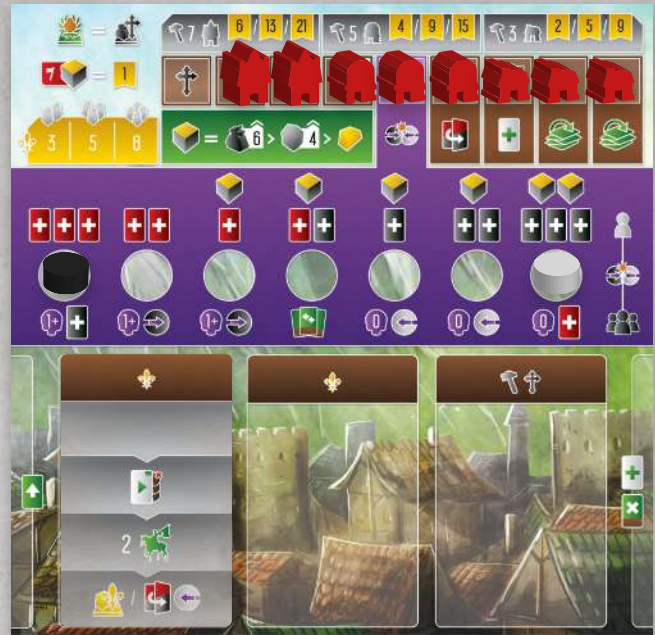 = 7 6 / 13 / 21 5 4 / 9 / 15 3 2 / 5 / 9
7 = 1
3 5 8 = 6 > 4 > +
+ + + + + + + + + + + + + +
1+ + 1+ 1+ 0 0 0 +
+
2
/